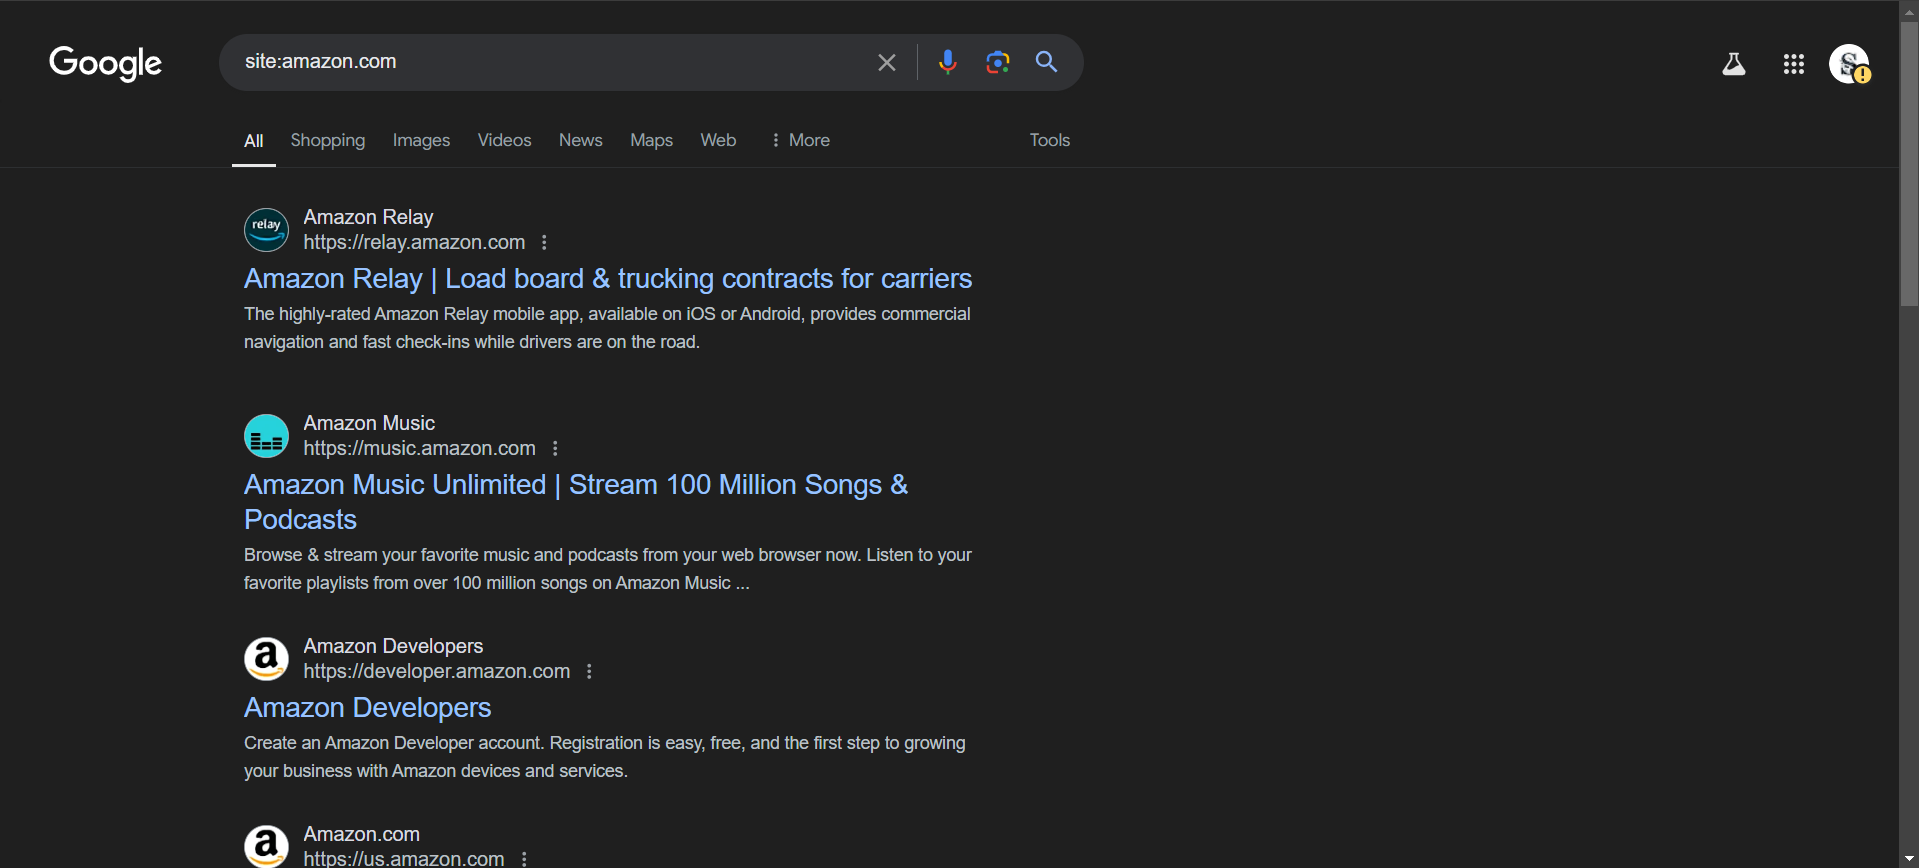 Google
site:amazon.com
All Shopping Images Videos News Maps Web More Tools
relay
Amazon Relay
https://relay.amazon.com
Amazon Relay | Load board & trucking contracts for carriers
The highly-rated Amazon Relay mobile app, available on iOS or Android, provides commercial
navigation and fast check-ins while drivers are on the road.
Amazon Music
https://music.amazon.com
Amazon Music Unlimited | Stream 100 Million Songs &
Podcasts
Browse & stream your favorite music and podcasts from your web browser now. Listen to your
favorite playlists from over 100 million songs on Amazon Music ...
a
Amazon Developers
https://developer.amazon.com
Amazon Developers
Create an Amazon Developer account. Registration is easy, free, and the first step to growing
your business with Amazon devices and services.
a
Amazon.com
https://us.amazon.com